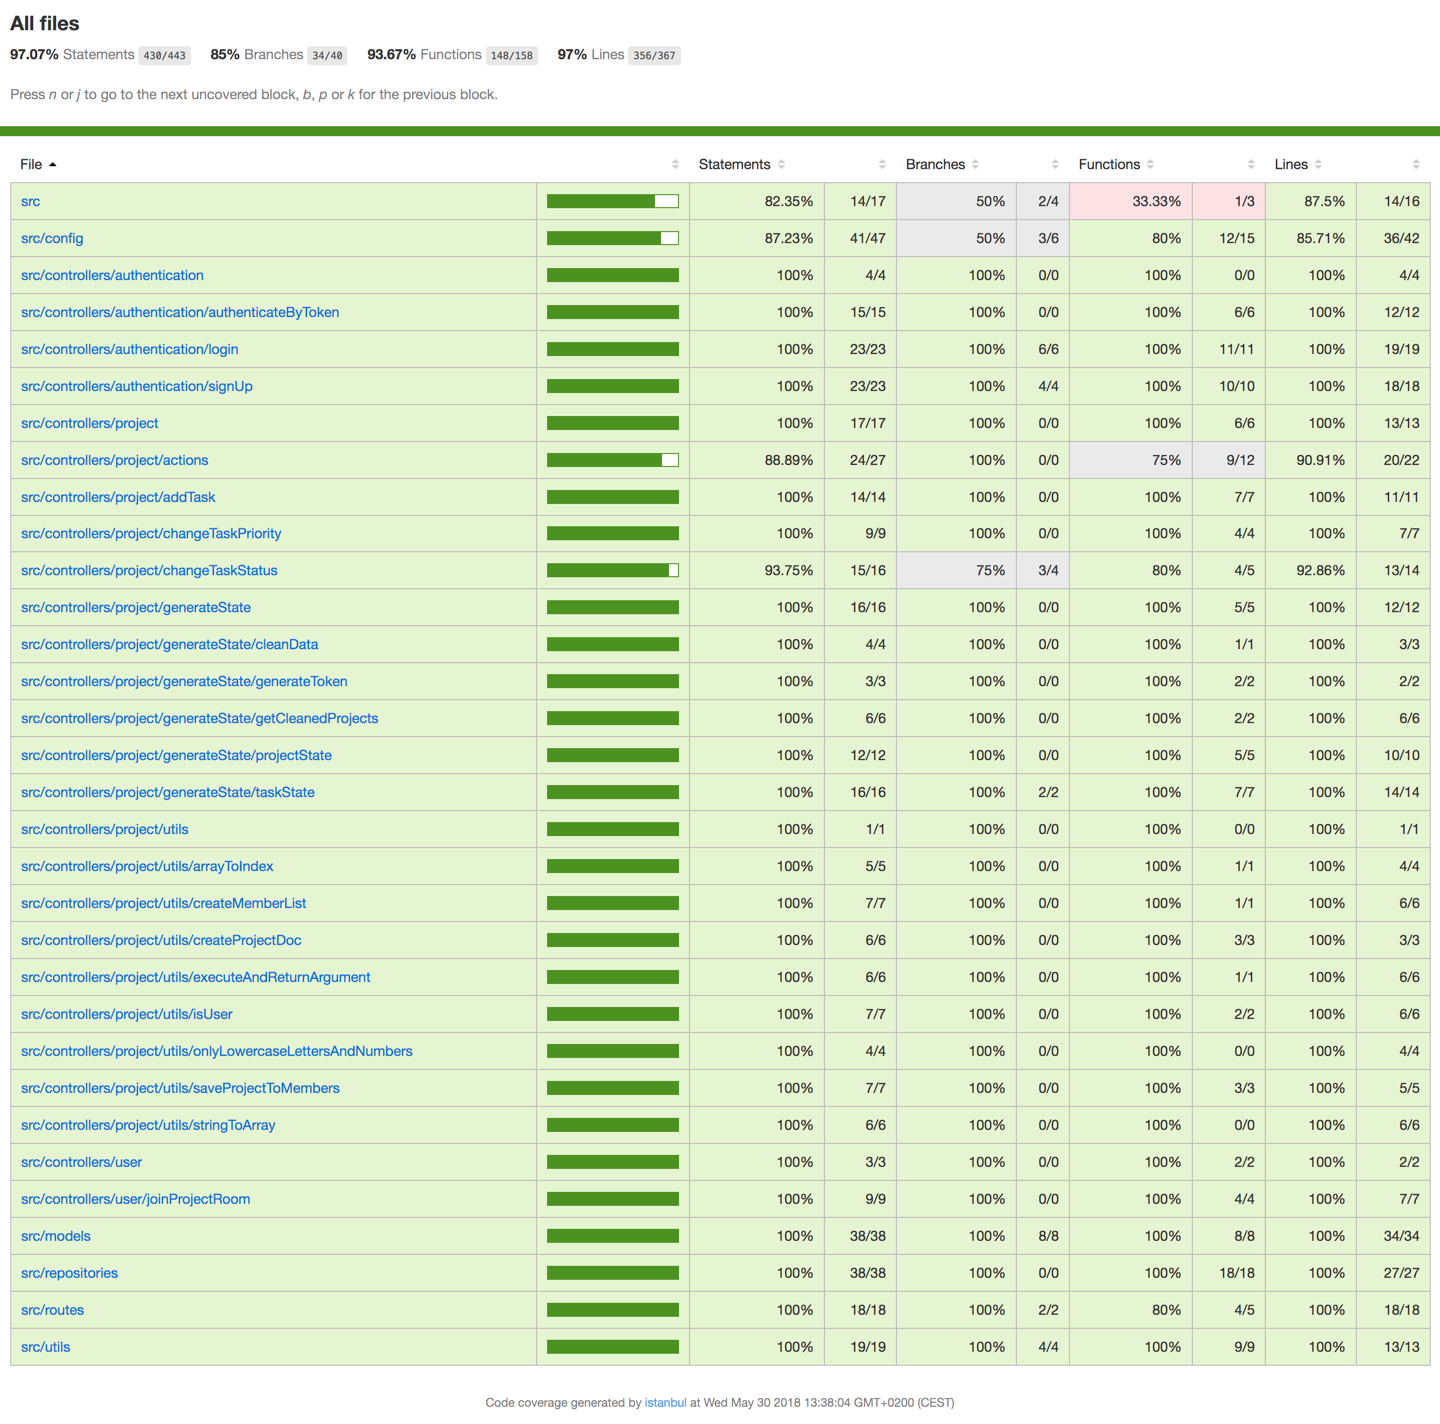 All files
97.07% Statements 430/443 85% Branches 34/40 93.67% Functions 148/158 97% Lines 356/367
Press n or j to go to the next uncovered block, b, p or k for the previous block.
File Statements Branches Functions Lines
src 82.35% 14/17 50% 2/4 33.33% 1/3 87.5% 14/16
src/config 87.23% 41/47 50% 3/6 80% 12/15 85.71% 36/42
src/controllers/authentication 100% 4/4 100% 0/0 100% 0/0 100% 4/4
src/controllers/authentication/authenticateByToken 100% 15/15 100% 0/0 100% 6/6 100% 12/12
src/controllers/authentication/login 100% 23/23 100% 6/6 100% 11/11 100% 19/19
src/controllers/authentication/signUp 100% 23/23 100% 4/4 100% 10/10 100% 18/18
src/controllers/project 100% 17/17 100% 0/0 100% 6/6 100% 13/13
src/controllers/project/actions 88.89% 24/27 100% 0/0 75% 9/12 90.91% 20/22
src/controllers/project/addTask 100% 14/14 100% 0/0 100% 7/7 100% 11/11
src/controllers/project/changeTaskPriority 100% 9/9 100% 0/0 100% 4/4 100% 7/7
src/controllers/project/changeTaskStatus 93.75% 15/16 75% 3/4 80% 4/5 92.86% 13/14
src/controllers/project/generateState 100% 16/16 100% 0/0 100% 5/5 100% 12/12
src/controllers/project/generateState/cleanData 100% 4/4 100% 0/0 100% 1/1 100% 3/3
src/controllers/project/generateState/generateToken 100% 3/3 100% 0/0 100% 2/2 100% 2/2
src/controllers/project/generateState/getCleanedProjects 100% 6/6 100% 0/0 100% 2/2 100% 6/6
src/controllers/project/generateState/projectState 100% 12/12 100% 0/0 100% 5/5 100% 10/10
src/controllers/project/generateState/taskState 100% 16/16 100% 2/2 100% 7/7 100% 14/14
src/controllers/project/utils 100% 1/1 100% 0/0 100% 0/0 100% 1/1
src/controllers/project/utils/arrayToIndex 100% 5/5 100% 0/0 100% 1/1 100% 4/4
src/controllers/project/utils/createMemberList 100% 7/7 100% 0/0 100% 1/1 100% 6/6
src/controllers/project/utils/createProjectDoc 100% 6/6 100% 0/0 100% 3/3 100% 3/3
src/controllers/project/utils/executeAndReturnArgument 100% 6/6 100% 0/0 100% 1/1 100% 6/6
src/controllers/project/utils/isUser 100% 7/7 100% 0/0 100% 2/2 100% 6/6
src/controllers/project/utils/onlyLowercaseLettersAndNumbers 100% 4/4 100% 0/0 100% 0/0 100% 4/4
src/controllers/project/utils/saveProjectToMembers 100% 7/7 100% 0/0 100% 3/3 100% 5/5
src/controllers/project/utils/stringToArray 100% 6/6 100% 0/0 100% 0/0 100% 6/6
src/controllers/user 100% 3/3 100% 0/0 100% 2/2 100% 2/2
src/controllers/user/joinProjectRoom 100% 9/9 100% 0/0 100% 4/4 100% 7/7
src/models 100% 38/38 100% 8/8 100% 8/8 100% 34/34
src/repositories 100% 38/38 100% 0/0 100% 18/18 100% 27/27
src/routes 100% 18/18 100% 2/2 80% 4/5 100% 18/18
src/utils 100% 19/19 100% 4/4 100% 9/9 100% 13/13
Code coverage generated by istanbul at Wed May 30 2018 13:38:04 GMT+0200 (CEST)